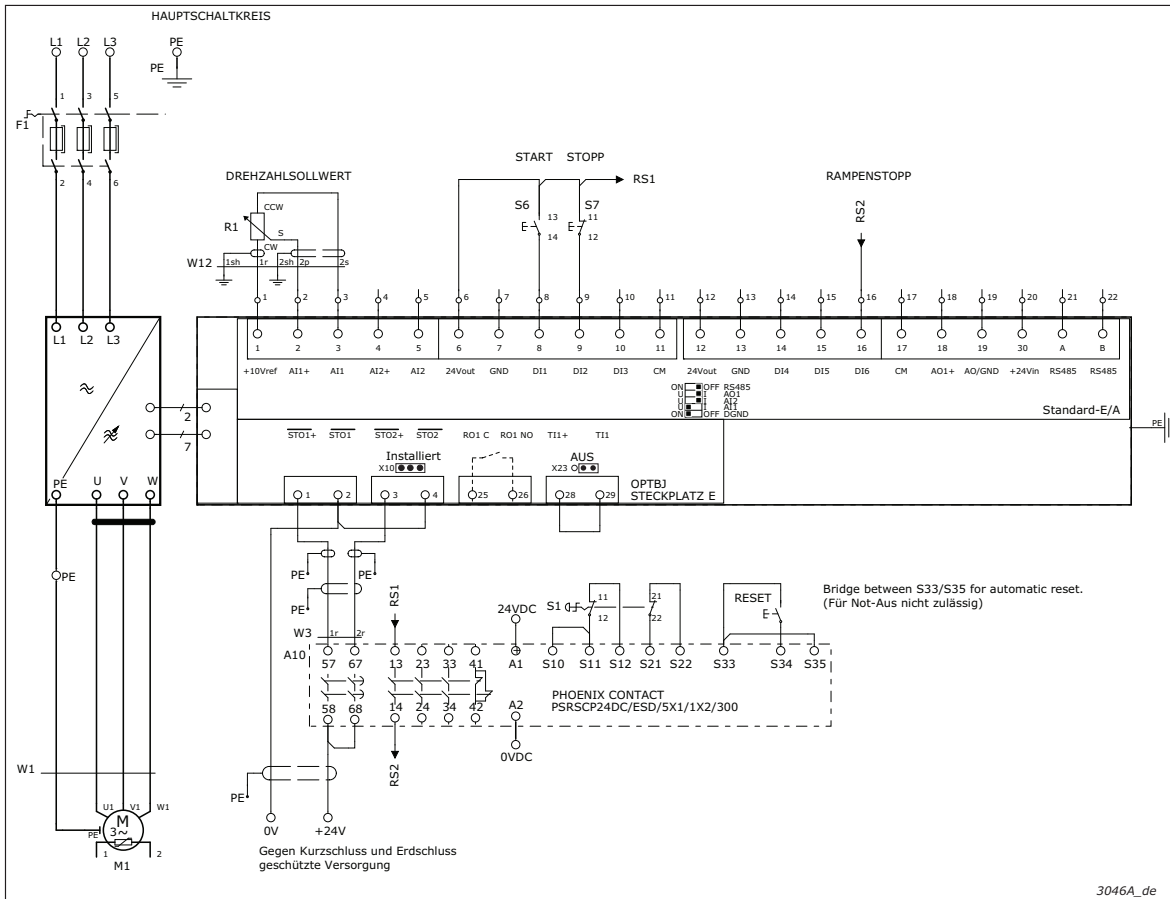 HAUPTSCHALTKREIS
L1 L2 L3 PE
PE
1 3 5
F1
2 4 6
START STOPP
RS1
DREHZAHLSOLLWERT
RAMPENSTOPP
RS2
S6 S7
13 11
14 12
CCW
R1
S
CW
W12 1sh 1r 2sh 2p 2s
1 2 3 4 5 6 7 8 9 10 11 12 13 14 15 16 17 18 19 20 21 22
1 2 3 4 5 6 7 8 9 10 11 12 13 14 15 16 17 18 19 30 A B
+10Vref AI1+ AI1 AI2+ AI2 24Vout GND DI1 DI2 DI3 CM 24Vout GND DI4 DI5 DI6 CM AO1+ AO/GND +24Vin RS485 RS485
L1 L2 L3
ON OFF RS485
U I AO1
U I AI2
U I AI1
ON OFF DGND
Standard-E/A
2
7
PE
STO1+ STO1 STO2+ STO2 RO1 C RO1 NO TI1+ TI1
Installiert
X10
AUS
X23
OPTBJ
STECKPLATZ E
1 2 3 4 25 26 28 29
PE U V W
PE
PE PE
PE
RS1
24VDC
S1
11 21
12 22
RESET
Bridge between S33/S35 for automatic reset.
(Für Not-Aus nicht zulässig)
W3 1r 2r
A10
57 67 13 23 33 41 A1 S10 S11 S12 S21 S22 S33 S34 S35
PHOENIX CONTACT
PSRSCP24DC/ESD/5X1/1X2/300
58 68 14 24 34 42 A2
RS2
0VDC
W1
PE
U1 V1 W1
M
3~
PE
1 2
M1
0V +24V
Gegen Kurzschluss und Erdschluss
geschützte Versorgung
3046A_de